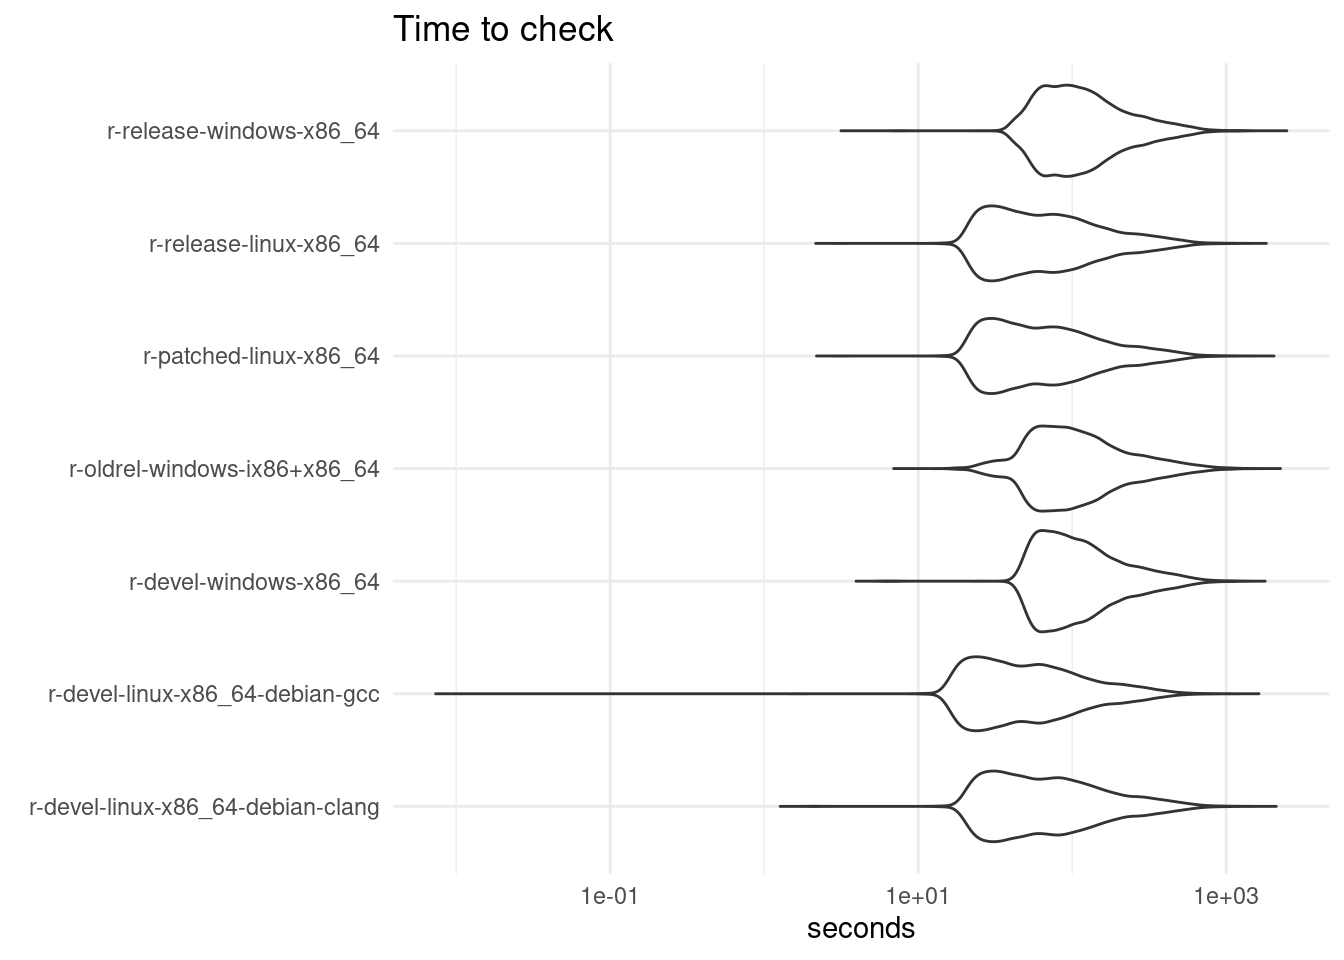 Time to check
r-release-windows-x86_64
r-release-linux-x86_64
r-patched-linux-x86_64
r-oldrel-windows-ix86+x86_64
r-devel-windows-x86_64
r-devel-linux-x86_64-debian-gcc
r-devel-linux-x86_64-debian-clang
1e-01 1e+01 1e+03
seconds